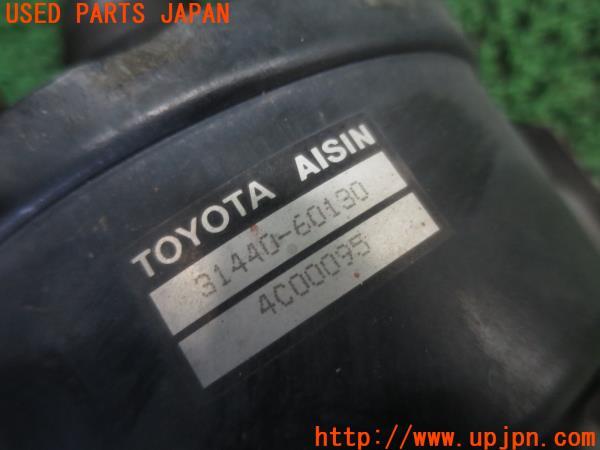 USED PARTS JAPAN
TOYOTA AISIN
31440-60130
4C00095
http://www.upjpn.com/